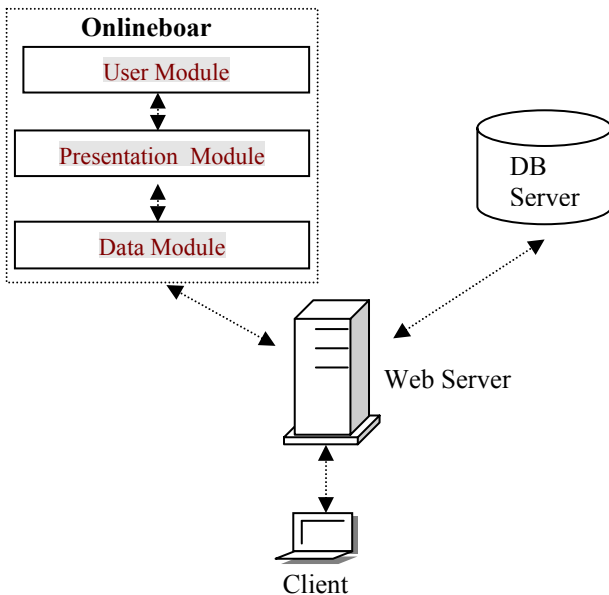 Onlineboar
User Module
Presentation Module
Data Module
DB
Server
Web Server
Client